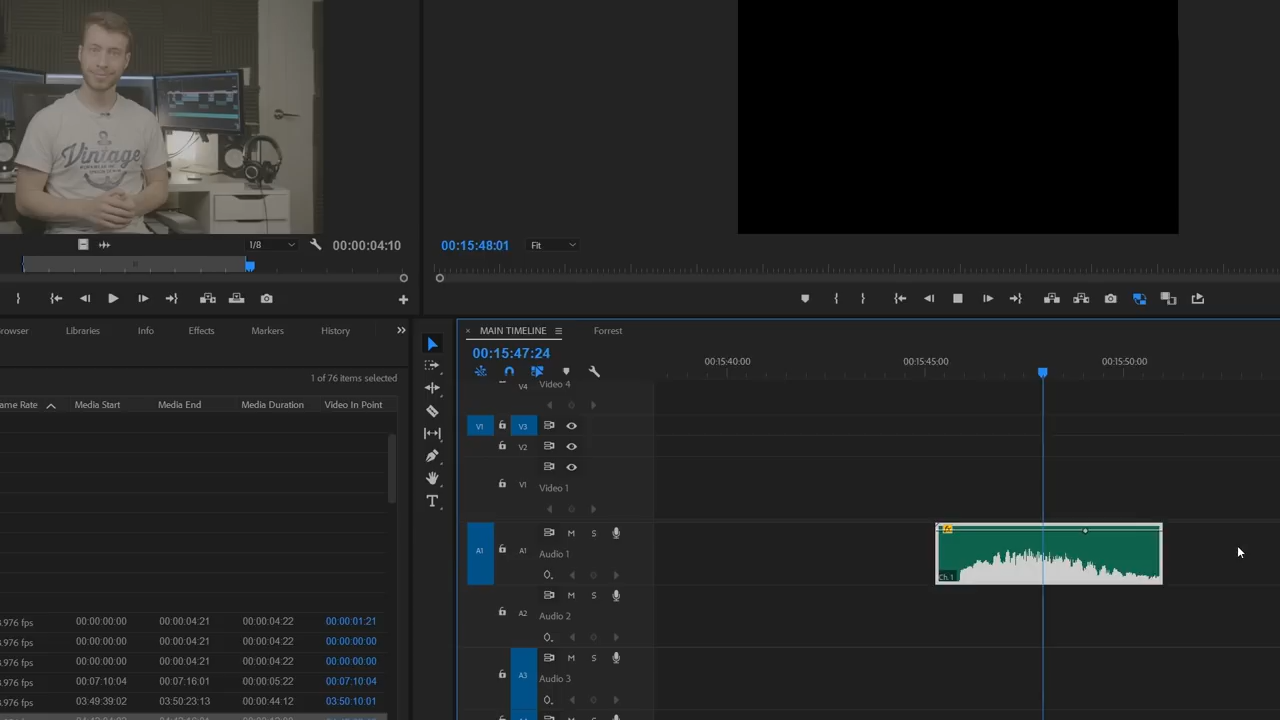 Vintage
1/8
00:00:04:10
00:15:48:01
Fit
Browser
Libraries
Info
Effects
Markers
History
1 of 76 items selected
ame Rate
Media Start
Media End
Media Duration
Video In Point
.976 fps
00:00:00:00
00:00:04:21
00:00:04:22
00:00:01:21
.976 fps
00:00:00:00
00:00:04:21
00:00:04:22
00:00:00:00
.976 fps
00:00:00:00
00:00:04:21
00:00:04:22
00:00:00:00
.976 fps
00:07:10:04
00:07:16:01
00:00:05:22
00:07:10:04
.976 fps
03:49:39:02
03:50:23:13
00:00:44:12
03:50:10:01
× MAIN TIMELINE
Forrest
00:15:47:24
00:15:40:00
00:15:45:00
00:15:50:00
V4
Video 4
V1
V3
V2
V1
Video 1
A1
A1
M
S
Audio 1
A2
M
S
Audio 2
A3
M
S
Audio 3
fx
Ch. 1
T